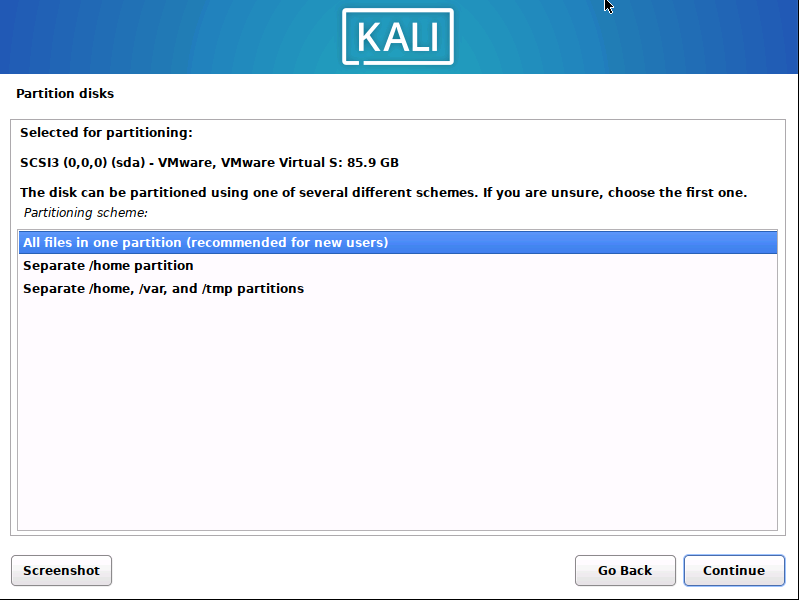 KALI
Partition disks
Selected for partitioning:
SCSI3 (0,0,0) (sda) - VMware, VMware Virtual S: 85.9 GB
The disk can be partitioned using one of several different schemes. If you are unsure, choose the first one.
Partitioning scheme:
All files in one partition (recommended for new users)
Separate /home partition
Separate /home, /var, and /tmp partitions
Screenshot
Go Back
Continue